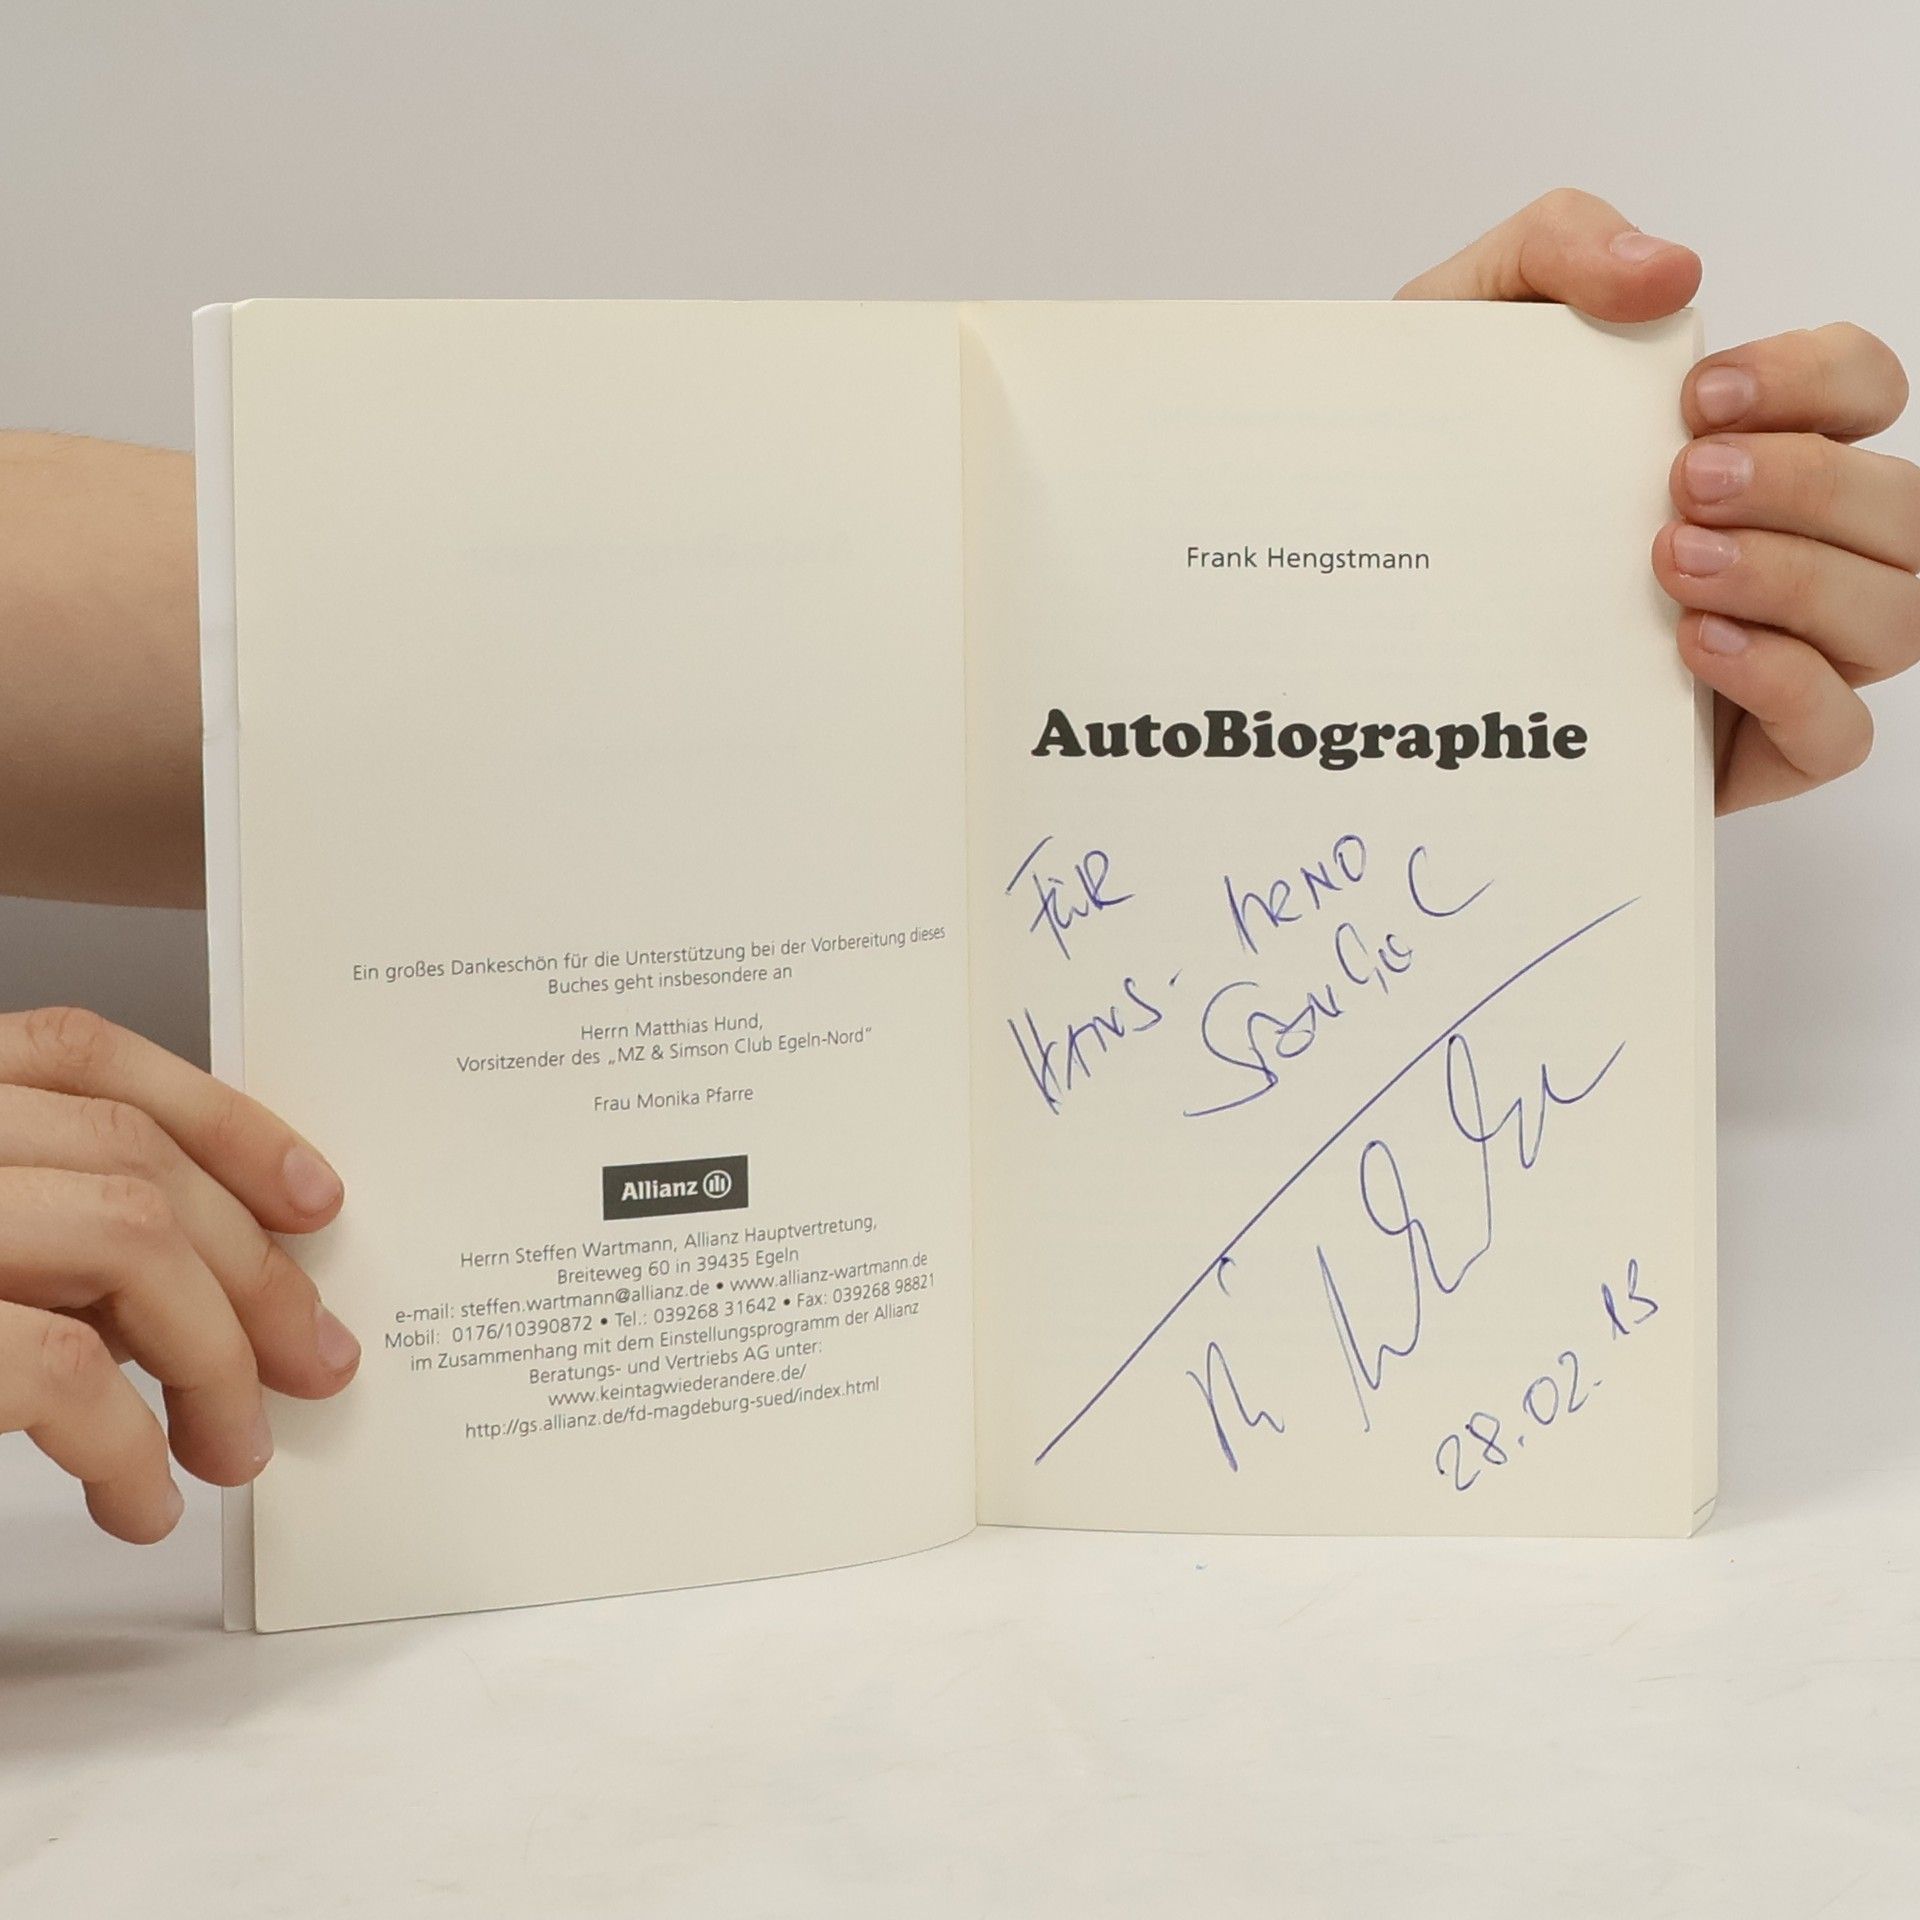 Ein großes Dankeschön für die Unterstützung bei der Vorbereitung dieses
Buches geht insbesondere an
Herrn Matthias Hund,
Vorsitzender des „MZ & Simson Club Egeln-Nord“
Frau Monika Pfarre
Allianz
Herrn Steffen Wartmann, Allianz Hauptvertretung,
Breiteweg 60 in 39435 Egeln
e-mail: steffen.wartmann@allianz.de • www.allianz-wartmann.de
Mobil: 0176/10390872 • Tel.: 039268 31642 • Fax: 039268 98821
im Zusammenhang mit dem Einstellungsprogramm der Allianz
Beratungs- und Vertriebs AG unter:
www.keintagwiederandere.de/
http://gs.allianz.de/fd-magdeburg-sued/index.html
Frank Hengstmann
AutoBiographie
FÜR
HANS-ARNO
28.02.13